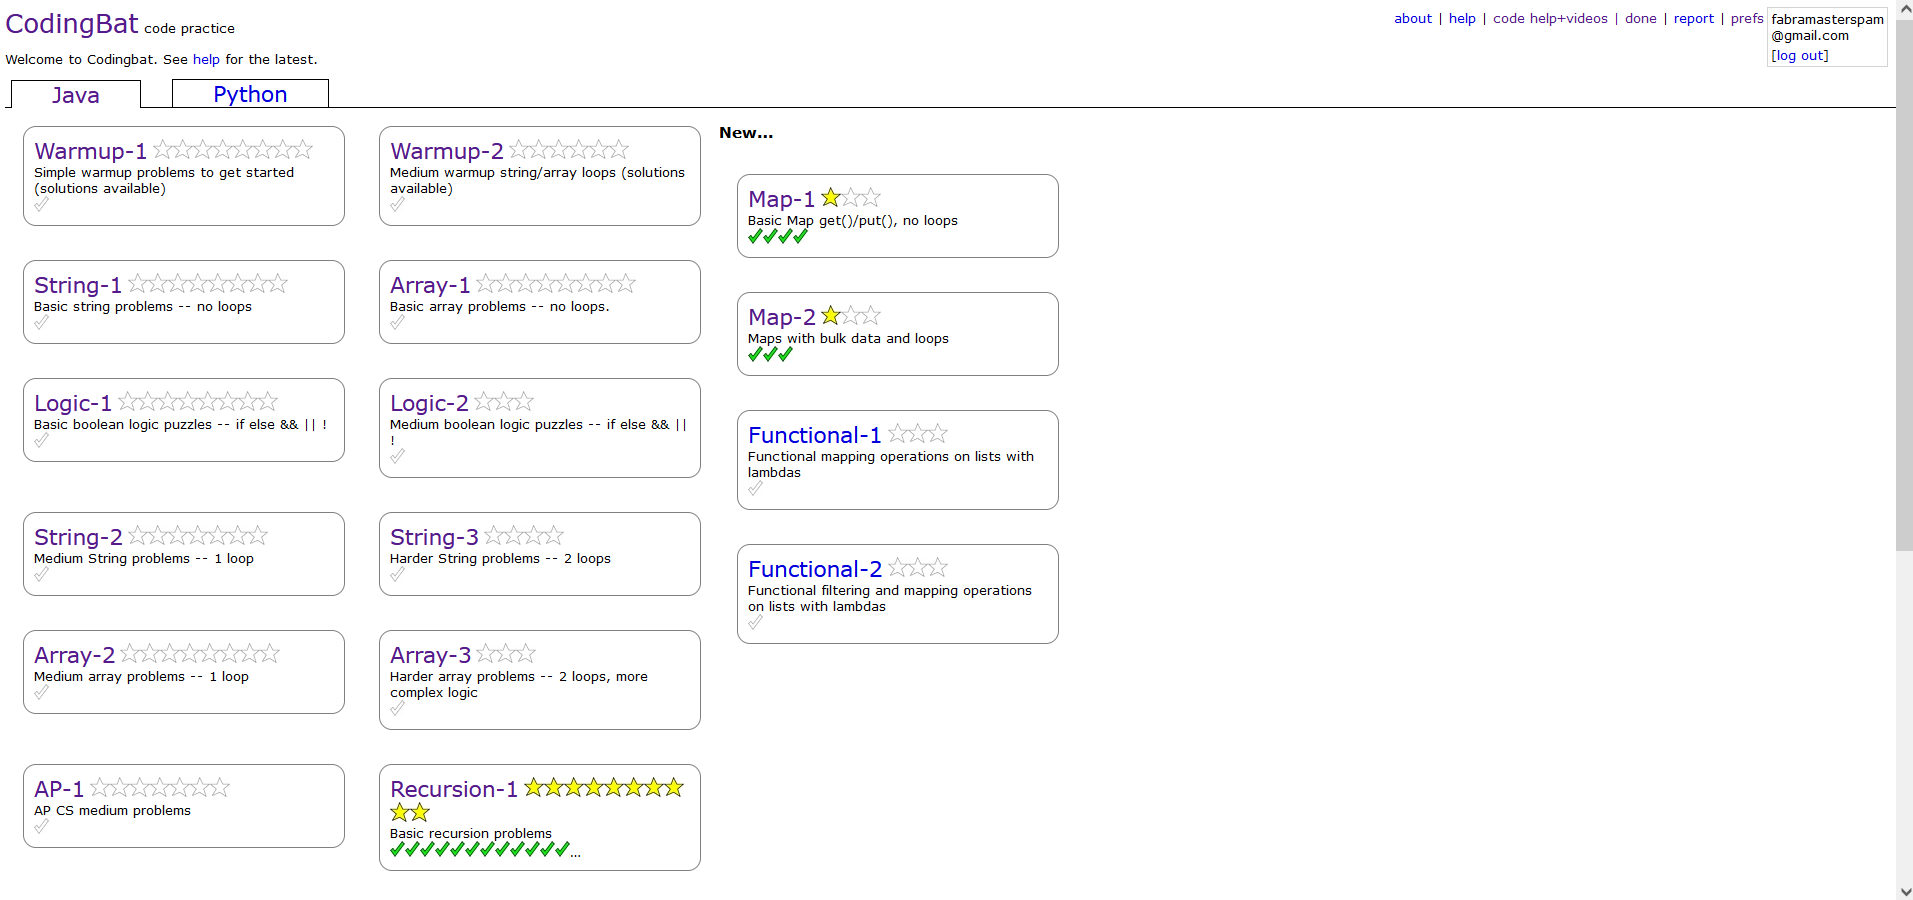 CodingBat code practice
about | help | code help+videos | done | report | prefs
fabramasterspam
@gmail.com
[log out]
Welcome to Codingbat. See help for the latest.
Java
Python
Warmup-1
Simple warmup problems to get started
(solutions available)
Warmup-2
Medium warmup string/array loops (solutions
available)
String-1
Basic string problems -- no loops
Array-1
Basic array problems -- no loops.
Logic-1
Basic boolean logic puzzles -- if else && || !
Logic-2
Medium boolean logic puzzles -- if else && ||
!
String-2
Medium String problems -- 1 loop
String-3
Harder String problems -- 2 loops
Array-2
Medium array problems -- 1 loop
Array-3
Harder array problems -- 2 loops, more
complex logic
AP-1
AP CS medium problems
Recursion-1
Basic recursion problems
...
New...
Map-1
Basic Map get()/put(), no loops
Map-2
Maps with bulk data and loops
Functional-1
Functional mapping operations on lists with
lambdas
Functional-2
Functional filtering and mapping operations
on lists with lambdas